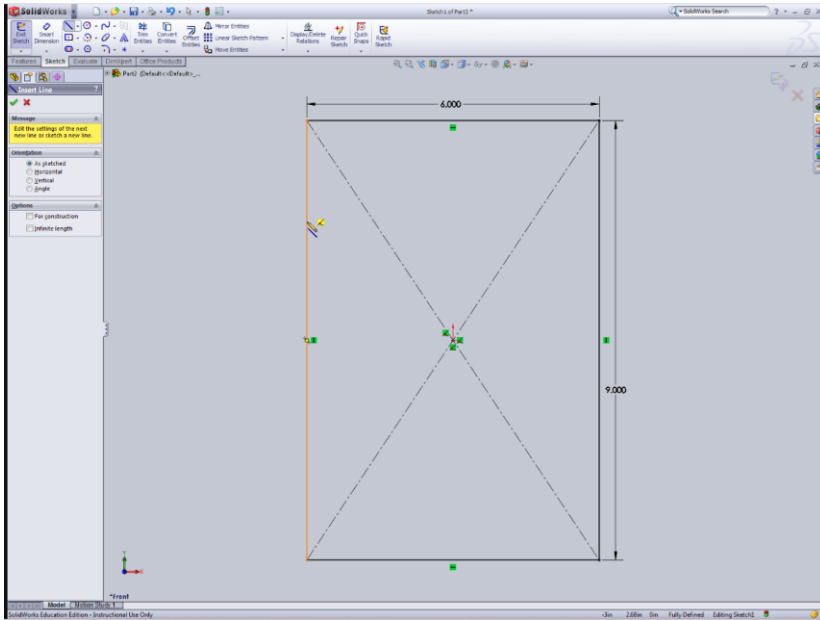 SolidWorks
Sketch1 of Part2 *
SolidWorks Search
Exit Sketch
Smart Dimension
Trim Entities
Convert Entities
Offset Entities
Mirror Entities
Linear Sketch Pattern
Move Entities
Display/Delete Relations
Repair Sketch
Quick Snaps
Rapid Sketch
Features Sketch Evaluate DimXpert Office Products
Part2 (Default<<Default>_...
Insert Line ?
Message
Edit the settings of the next
new line or sketch a new line.
Orientation
As sketched
Horizontal
Vertical
Angle
Options
For construction
Infinite length
6.000
9.000
Y
X
*Front
Model Motion Study 1
SolidWorks Education Edition - Instructional Use Only
-3in 2.68in 0in Fully Defined Editing Sketch1